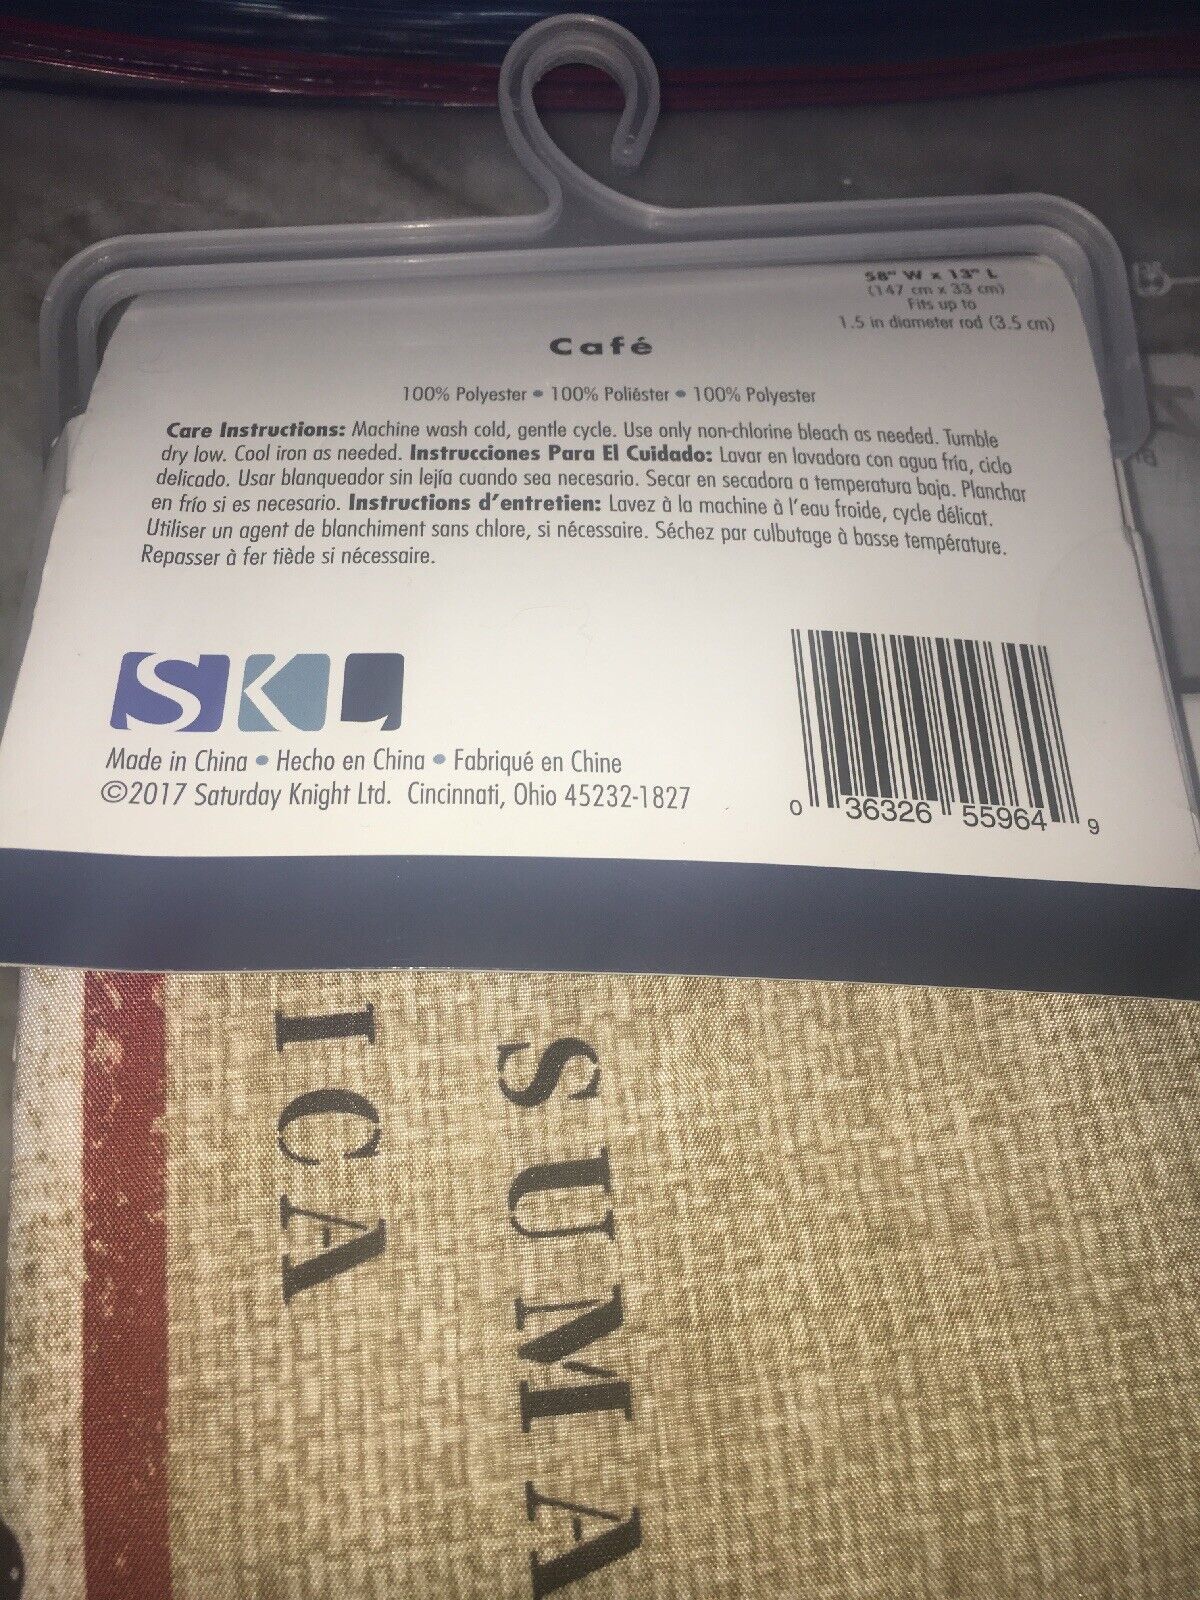 58" W x 13" L
(147 cm x 33 cm)
Fits up to
1.5 in diameter rod (3.5 cm)
Café
100% Polyester • 100% Poliéster • 100% Polyester
Care Instructions: Machine wash cold, gentle cycle. Use only non-chlorine bleach as needed. Tumble
dry low. Cool iron as needed. Instrucciones Para El Cuidado: Lavar en lavadora con agua fría, ciclo
delicado. Usar blanqueador sin lejía cuando sea necesario. Secar en secadora a temperatura baja. Planchar
en frío si es necesario. Instructions d'entretien: Lavez à la machine à l'eau froide, cycle délicat.
Utiliser un agent de blanchiment sans chlore, si nécessaire. Séchez par culbutage à basse température.
Repasser à fer tiède si nécessaire.
SKL
Made in China • Hecho en China • Fabriqué en Chine
©2017 Saturday Knight Ltd. Cincinnati, Ohio 45232-1827
0 36326 55964 9
SUMA
ICA